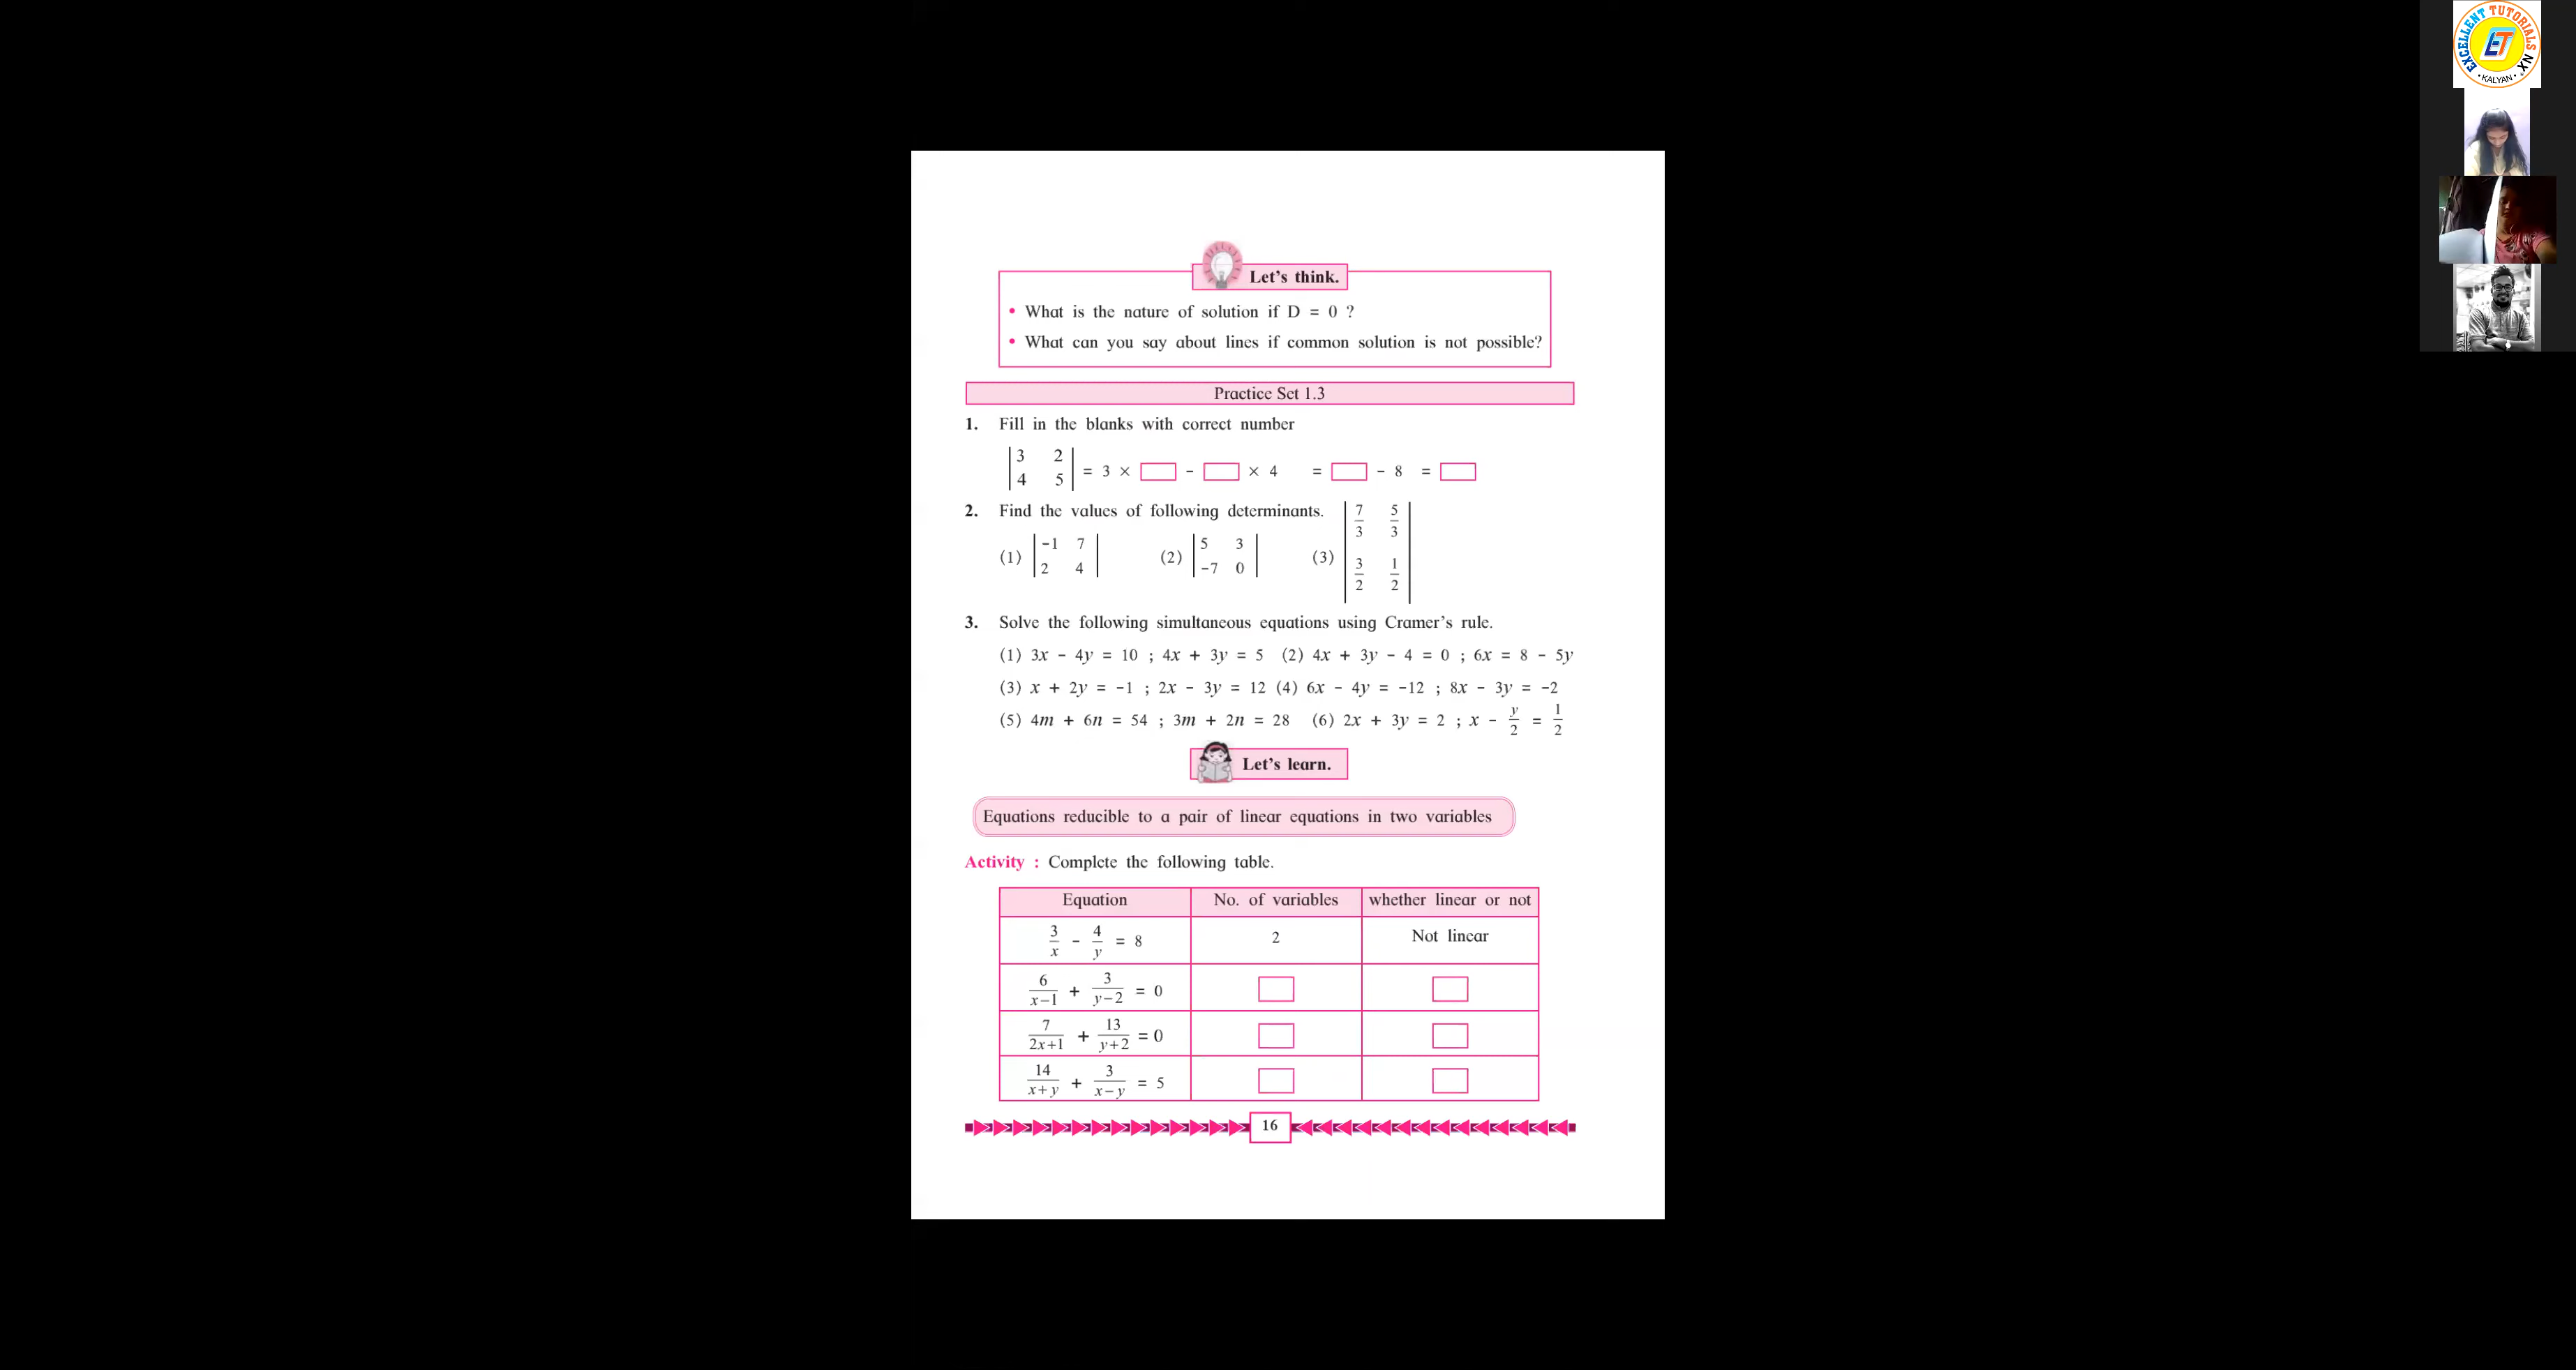 Let's think.
• What is the nature of solution if D = 0 ?
• What can you say about lines if common solution is not possible?
Practice Set 1.3
1. Fill in the blanks with correct number
|3 2|
|4 5| = 3 × □ - □ × 4 = □ - 8 = □
2. Find the values of following determinants.
(1) |-1 7|
|2 4| (2) |5 3|
|-7 0| (3) |7/3 5/3|
|3/2 1/2|
3. Solve the following simultaneous equations using Cramer's rule.
(1) 3x - 4y = 10 ; 4x + 3y = 5 (2) 4x + 3y - 4 = 0 ; 6x = 8 - 5y
(3) x + 2y = -1 ; 2x - 3y = 12 (4) 6x - 4y = -12 ; 8x - 3y = -2
(5) 4m + 6n = 54 ; 3m + 2n = 28 (6) 2x + 3y = 2 ; x - y/2 = 1/2
Let's learn.
Equations reducible to a pair of linear equations in two variables
Activity : Complete the following table.
Equation No. of variables whether linear or not
3/x - 4/y = 8 2 Not linear
6/(x-1) + 3/(y-2) = 0 □ □
7/(2x+1) + 13/(y+2) = 0 □ □
14/(x+y) + 3/(x-y) = 5 □ □
16
EXCELLENT TUTORIALS NX.
ET
• KALYAN •